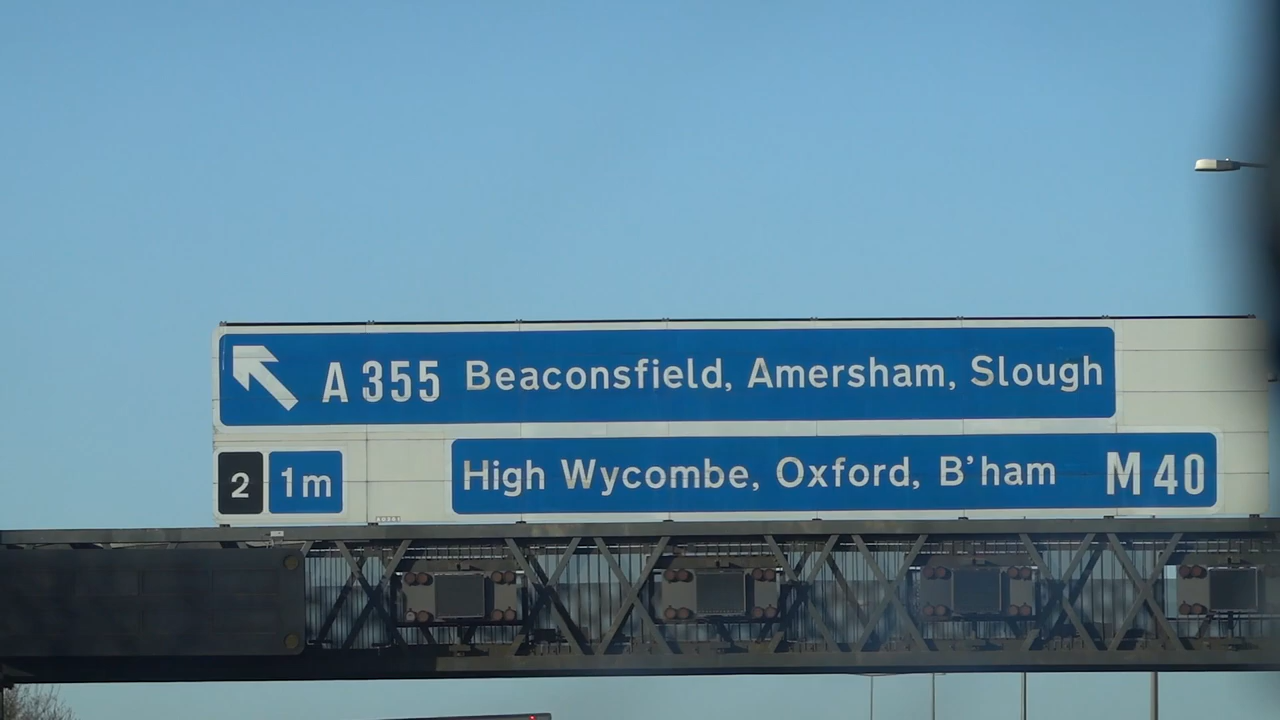 A 355 Beaconsfield, Amersham, Slough
2 1m
High Wycombe, Oxford, B'ham M 40